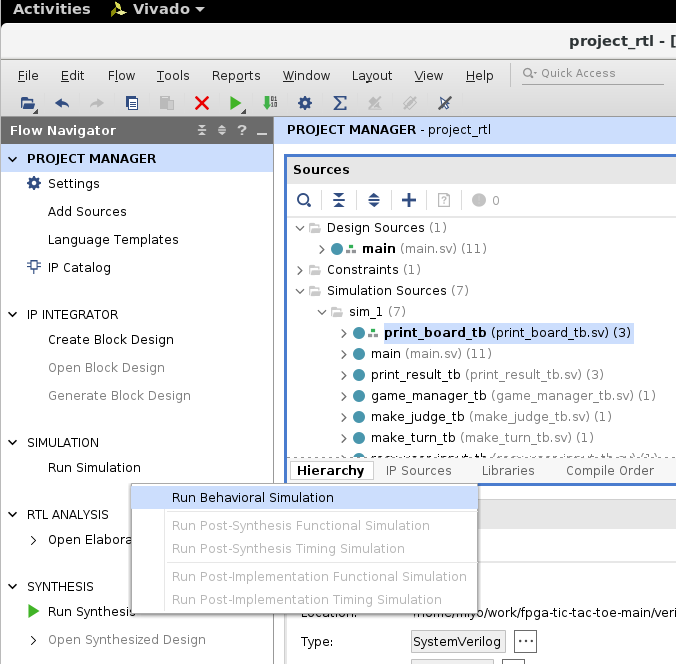 Activities Vivado
project_rtl - [
File Edit Flow Tools Reports Window Layout View Help Quick Access
Flow Navigator
PROJECT MANAGER
Settings
Add Sources
Language Templates
IP Catalog
IP INTEGRATOR
Create Block Design
Open Block Design
Generate Block Design
SIMULATION
Run Simulation
RTL ANALYSIS
Open Elabora
SYNTHESIS
Run Synthesis
Open Synthesized Design
PROJECT MANAGER - project_rtl
Sources
0
Design Sources (1)
main (main.sv) (11)
Constraints (1)
Simulation Sources (7)
sim_1 (7)
print_board_tb (print_board_tb.sv) (3)
main (main.sv) (11)
print_result_tb (print_result_tb.sv) (3)
game_manager_tb (game_manager_tb.sv) (1)
make_judge_tb (make_judge_tb.sv) (1)
make_turn_tb (make_turn_tb.sv) (1)
Hierarchy IP Sources Libraries Compile Order
Run Behavioral Simulation
Run Post-Synthesis Functional Simulation
Run Post-Synthesis Timing Simulation
Run Post-Implementation Functional Simulation
Run Post-Implementation Timing Simulation
Location: /home/miyo/work/fpga-tic-tac-toe-main/veri
Type: SystemVerilog ...